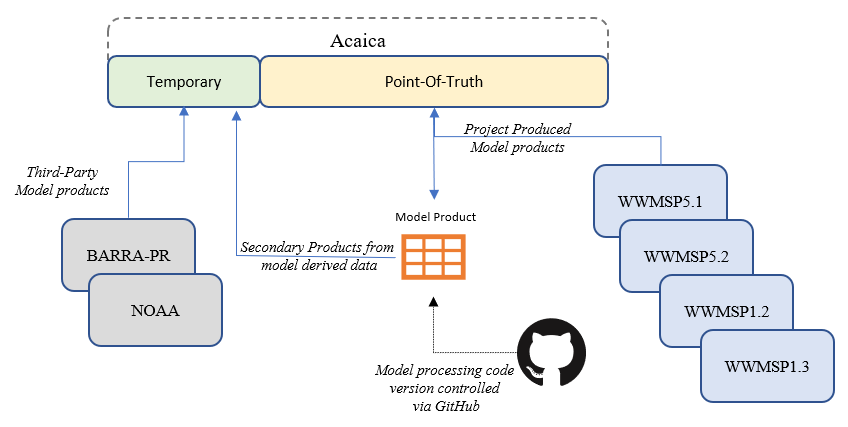 Acaica
Temporary
Point-Of-Truth
Project Produced
Model products
Third-Party
Model products
WWMSP5.1
Model Product
BARRA-PR
Secondary Products from
model derived data
WWMSP5.2
NOAA
WWMSP1.2
WWMSP1.3
Model processing code
version controlled
via GitHub